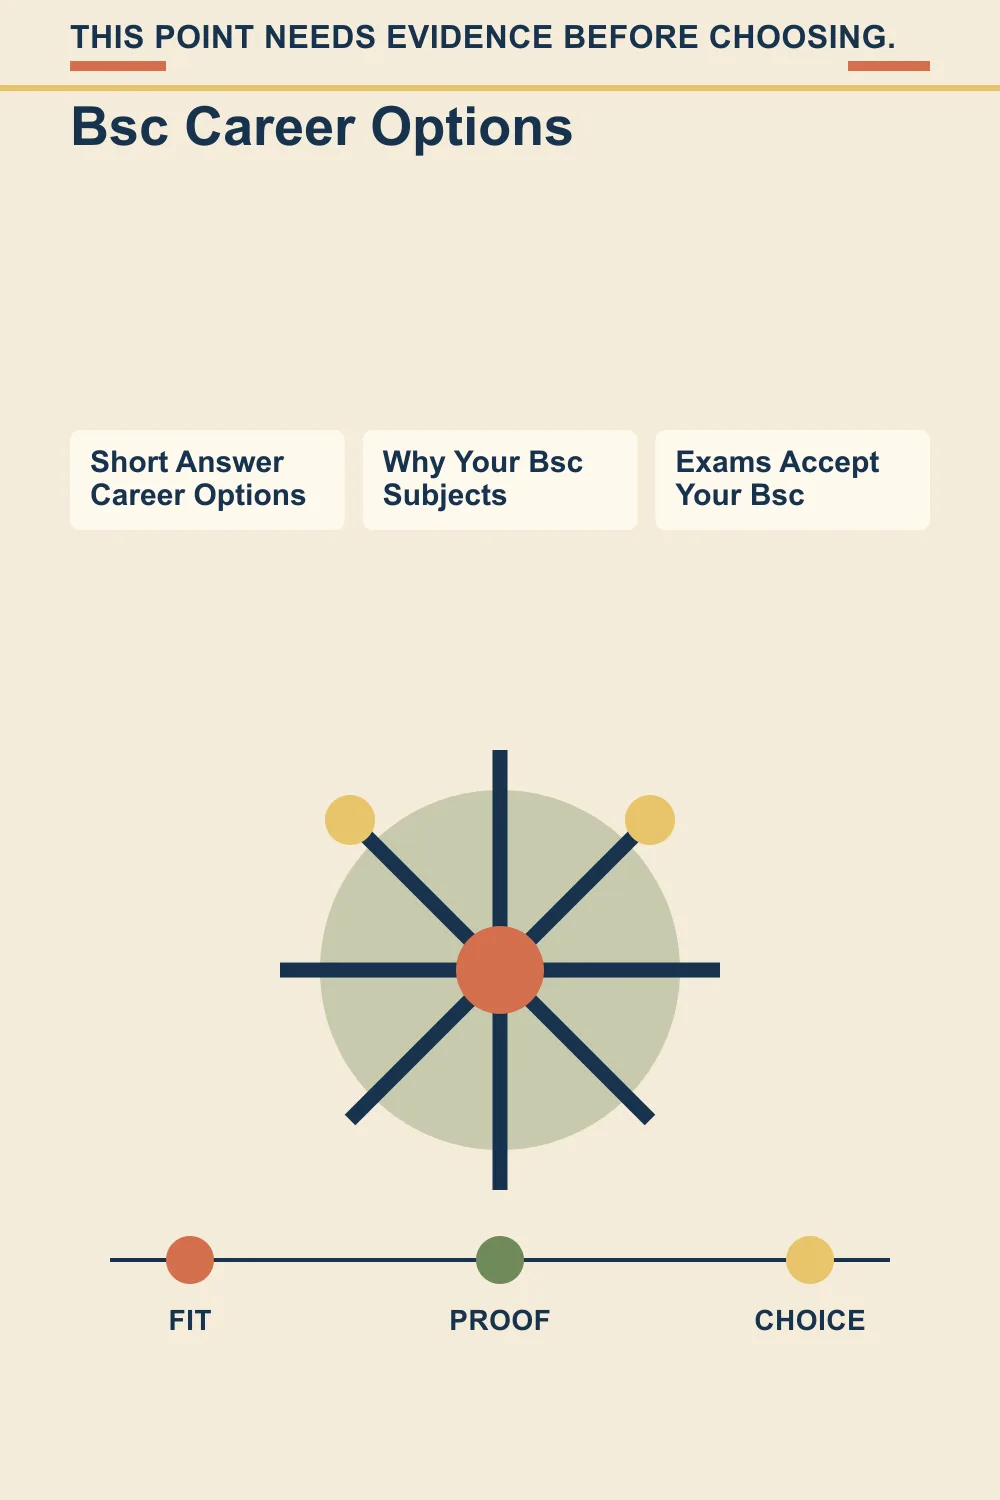 THIS POINT NEEDS EVIDENCE BEFORE CHOOSING.
Bsc Career Options
Short Answer
Career Options
Why Your Bsc
Subjects
Exams Accept
Your Bsc
FIT
PROOF
CHOICE